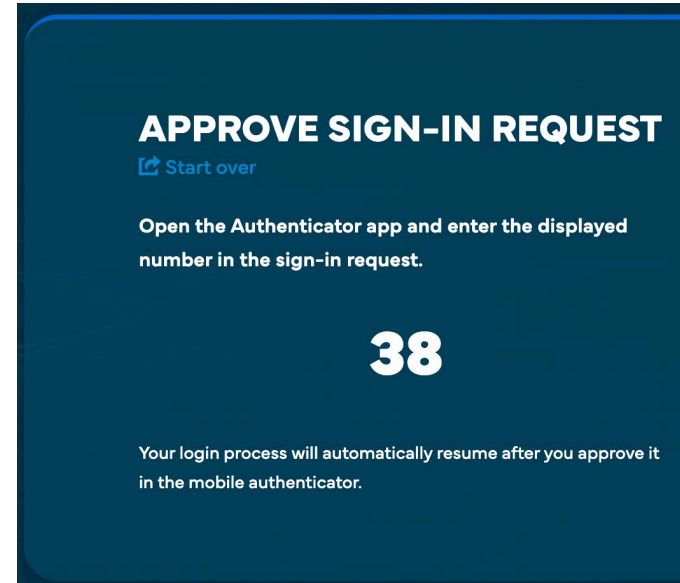 APPROVE SIGN-IN REQUEST
Start over
Open the Authenticator app and enter the displayed
number in the sign-in request.
38
Your login process will automatically resume after you approve it
in the mobile authenticator.